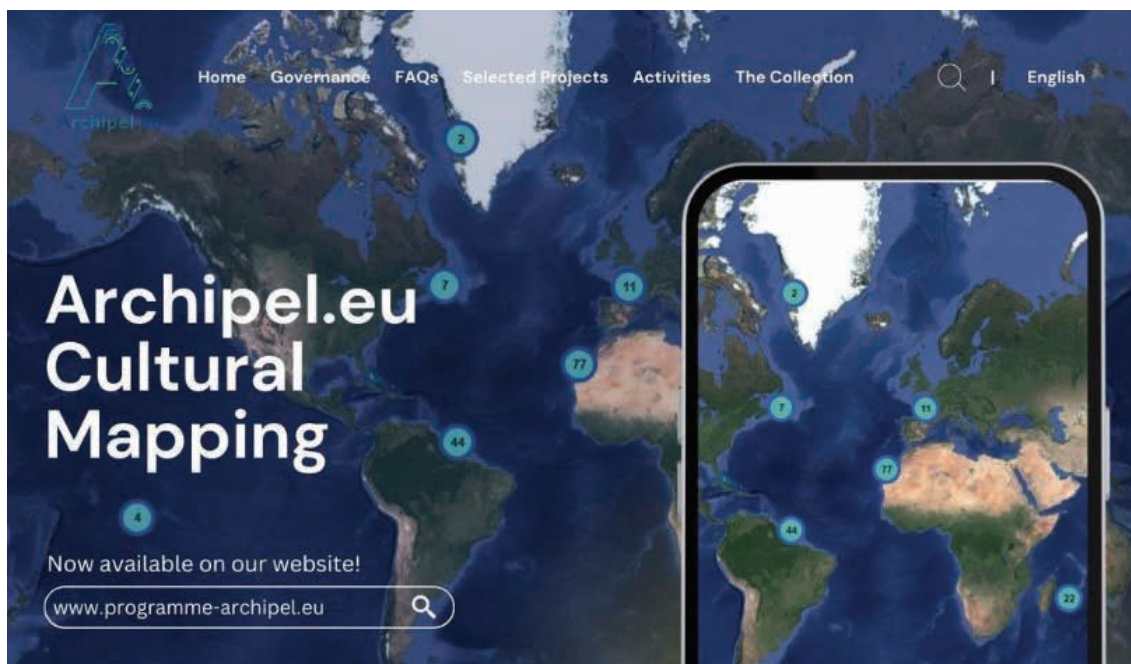 rchipel
Home Governance FAQs Selected Projects Activities The Collection | English
2
7
11
77
44
4
Archipel.eu
Cultural
Mapping
Now available on our website!
www.programme-archipel.eu
2
7
11
77
44
22